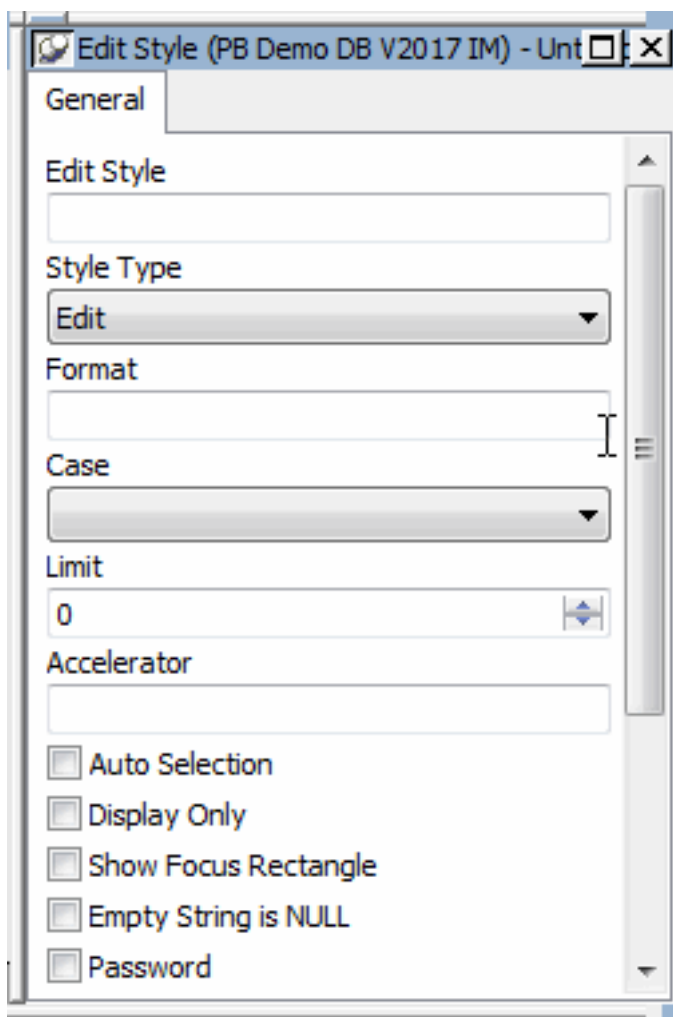 Edit Style (PB Demo DB V2017 IM) - Unt
General
Edit Style
Style Type
Edit
Format
Case
Limit
0
Accelerator
Auto Selection
Display Only
Show Focus Rectangle
Empty String is NULL
Password